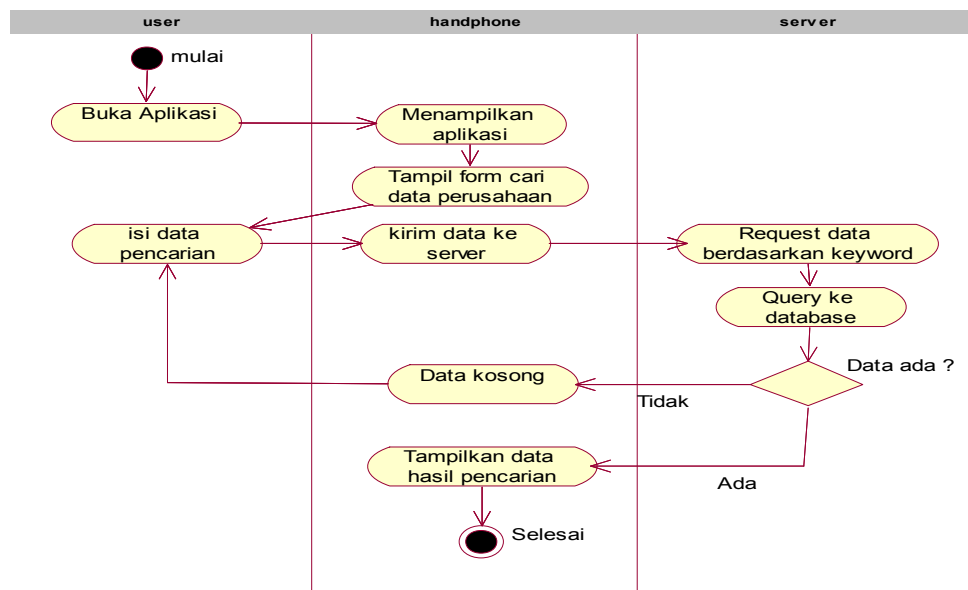 user
handphone
server
mulai
Buka Aplikasi
Menampilkan
aplikasi
Tampil form cari
data perusahaan
isi data
pencarian
kirim data ke
server
Request data
berdasarkan keyword
Query ke
database
Data ada ?
Data kosong
Tidak
Tampilkan data
hasil pencarian
Ada
Selesai